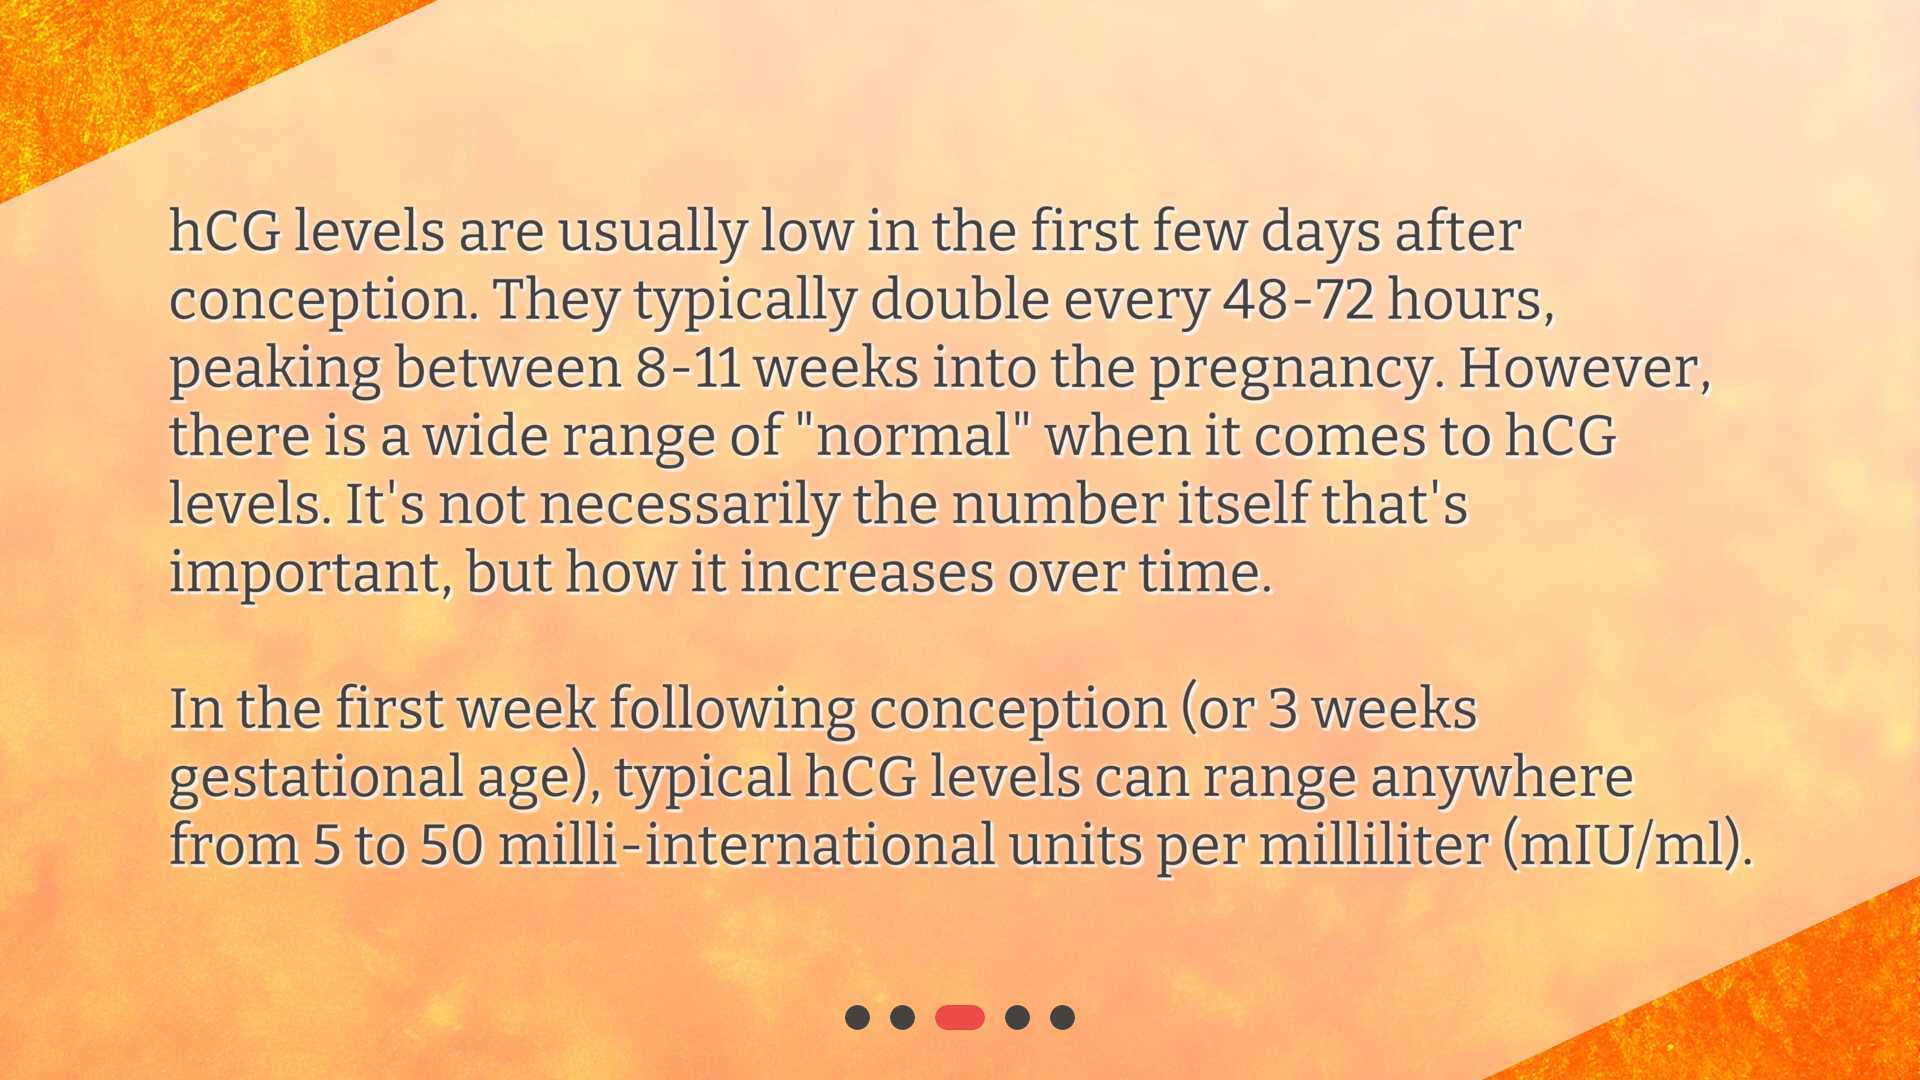 hCG levels are usually low in the first few days after
conception. They typically double every 48-72 hours,
peaking between 8-11 weeks into the pregnancy. However,
there is a wide range of "normal" when it comes to hCG
levels. It's not necessarily the number itself that's
important, but how it increases over time.
In the first week following conception (or 3 weeks
gestational age), typical hCG levels can range anywhere
from 5 to 50 milli-international units per milliliter (mIU/ml).